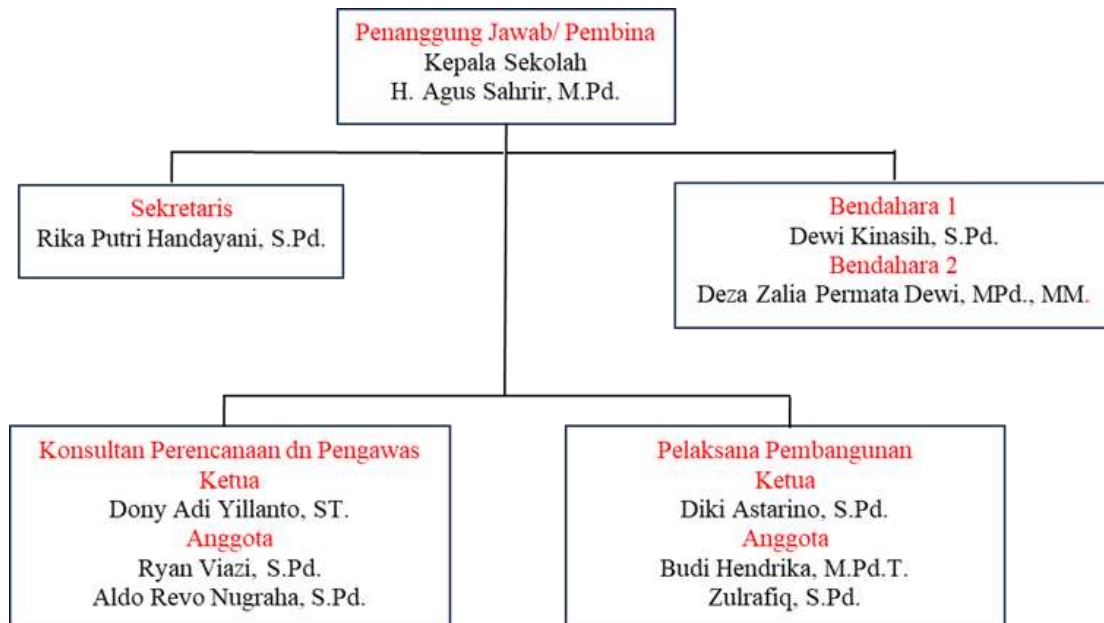 Penanggung Jawab/ Pembina
Kepala Sekolah
H. Agus Sahrir, M.Pd.
Sekretaris
Rika Putri Handayani, S.Pd.
Bendahara 1
Dewi Kinasih, S.Pd.
Bendahara 2
Deza Zalia Permata Dewi, MPd., MM.
Konsultan Perencanaan dn Pengawas
Ketua
Dony Adi Yillanto, ST.
Anggota
Ryan Viazi, S.Pd.
Aldo Revo Nugraha, S.Pd.
Pelaksana Pembangunan
Ketua
Diki Astarino, S.Pd.
Anggota
Budi Hendrika, M.Pd.T.
Zulrafiq, S.Pd.